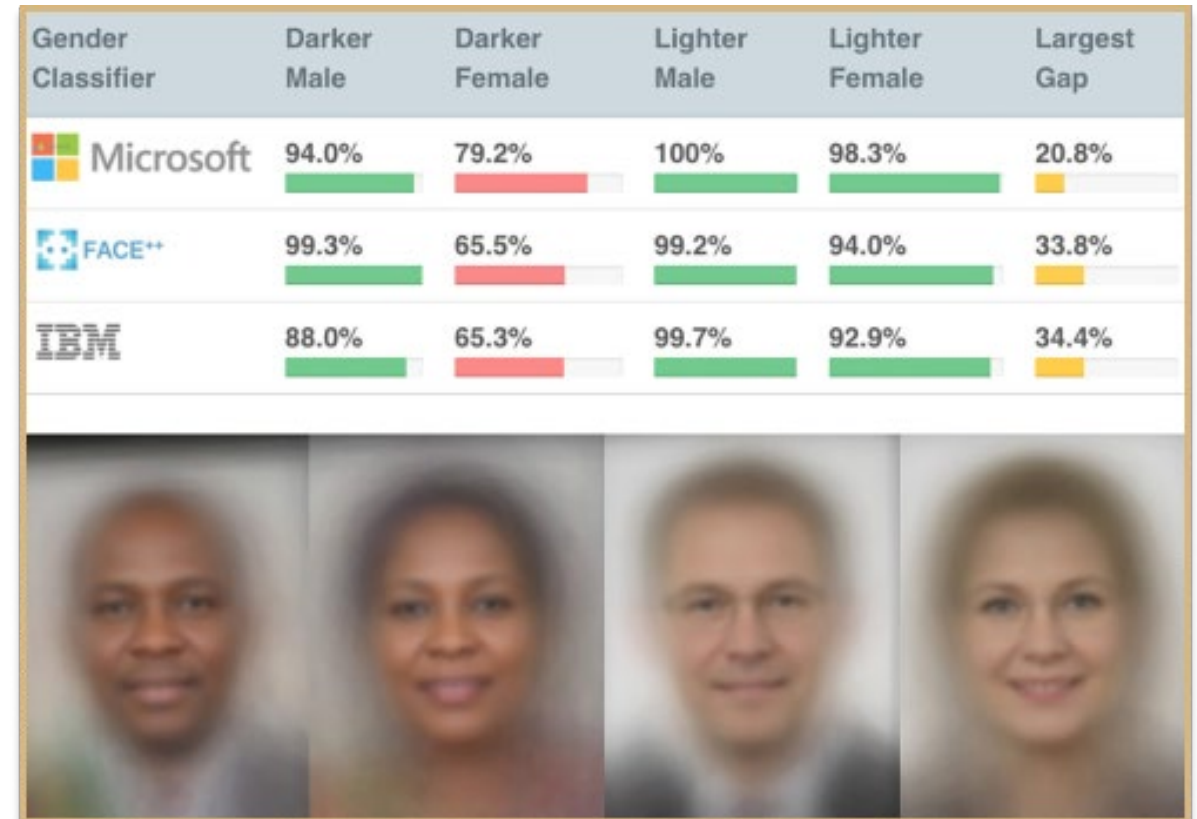 Gender Classifier Darker Male Darker Female Lighter Male Lighter Female Largest Gap
Microsoft 94.0% 79.2% 100% 98.3% 20.8%
FACE++ 99.3% 65.5% 99.2% 94.0% 33.8%
IBM 88.0% 65.3% 99.7% 92.9% 34.4%